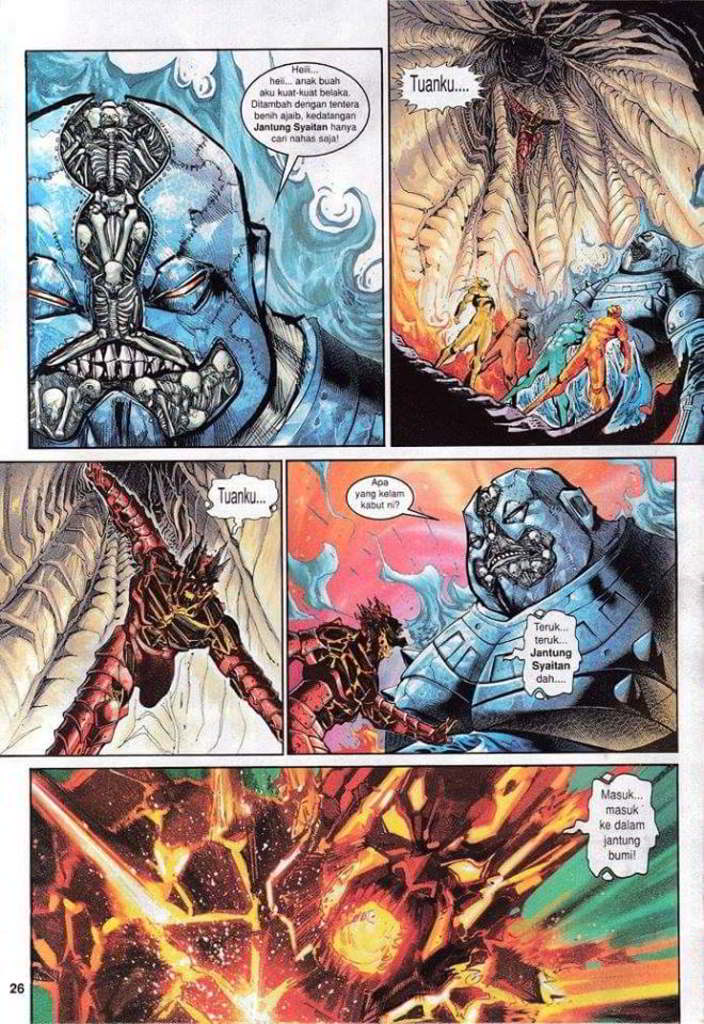 Heiii...
heii... anak buah
aku kuat-kuat belaka.
Ditambah dengan tentera
benih ajaib, kedatangan
Jantung Syaitan hanya
cari nahas saja!
Tuanku....
Tuanku...
Apa
yang kelam
kabut ni?
Teruk...
teruk...
Jantung
Syaitan
dah....
Masuk...
masuk
ke dalam
jantung
bumi!
26